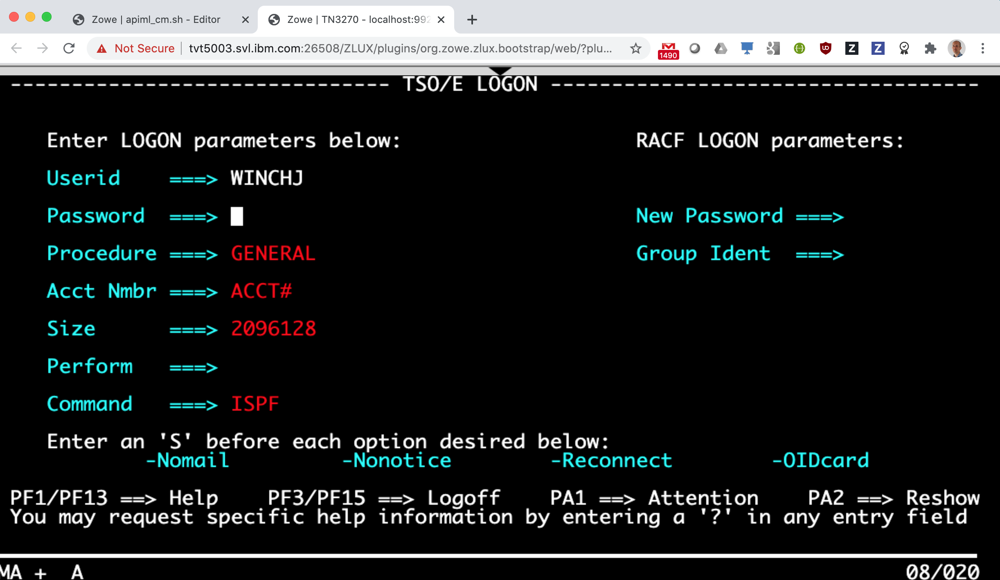 Zowe | apiml_cm.sh - Editor Zowe | TN3270 - localhost:992
Not Secure tvt5003.svl.ibm.com:26508/ZLUX/plugins/org.zowe.zlux.bootstrap/web/?plu...
1490
------------------------------- TSO/E LOGON -----------------------------------
Enter LOGON parameters below: RACF LOGON parameters:
Userid ===> WINCHJ
Password ===> New Password ===>
Procedure ===> GENERAL Group Ident ===>
Acct Nmbr ===> ACCT#
Size ===> 2096128
Perform ===>
Command ===> ISPF
Enter an 'S' before each option desired below:
-Nomail -Nonotice -Reconnect -OIDcard
PF1/PF13 ==> Help PF3/PF15 ==> Logoff PA1 ==> Attention PA2 ==> Reshow
You may request specific help information by entering a '?' in any entry field
MA + A 08/020